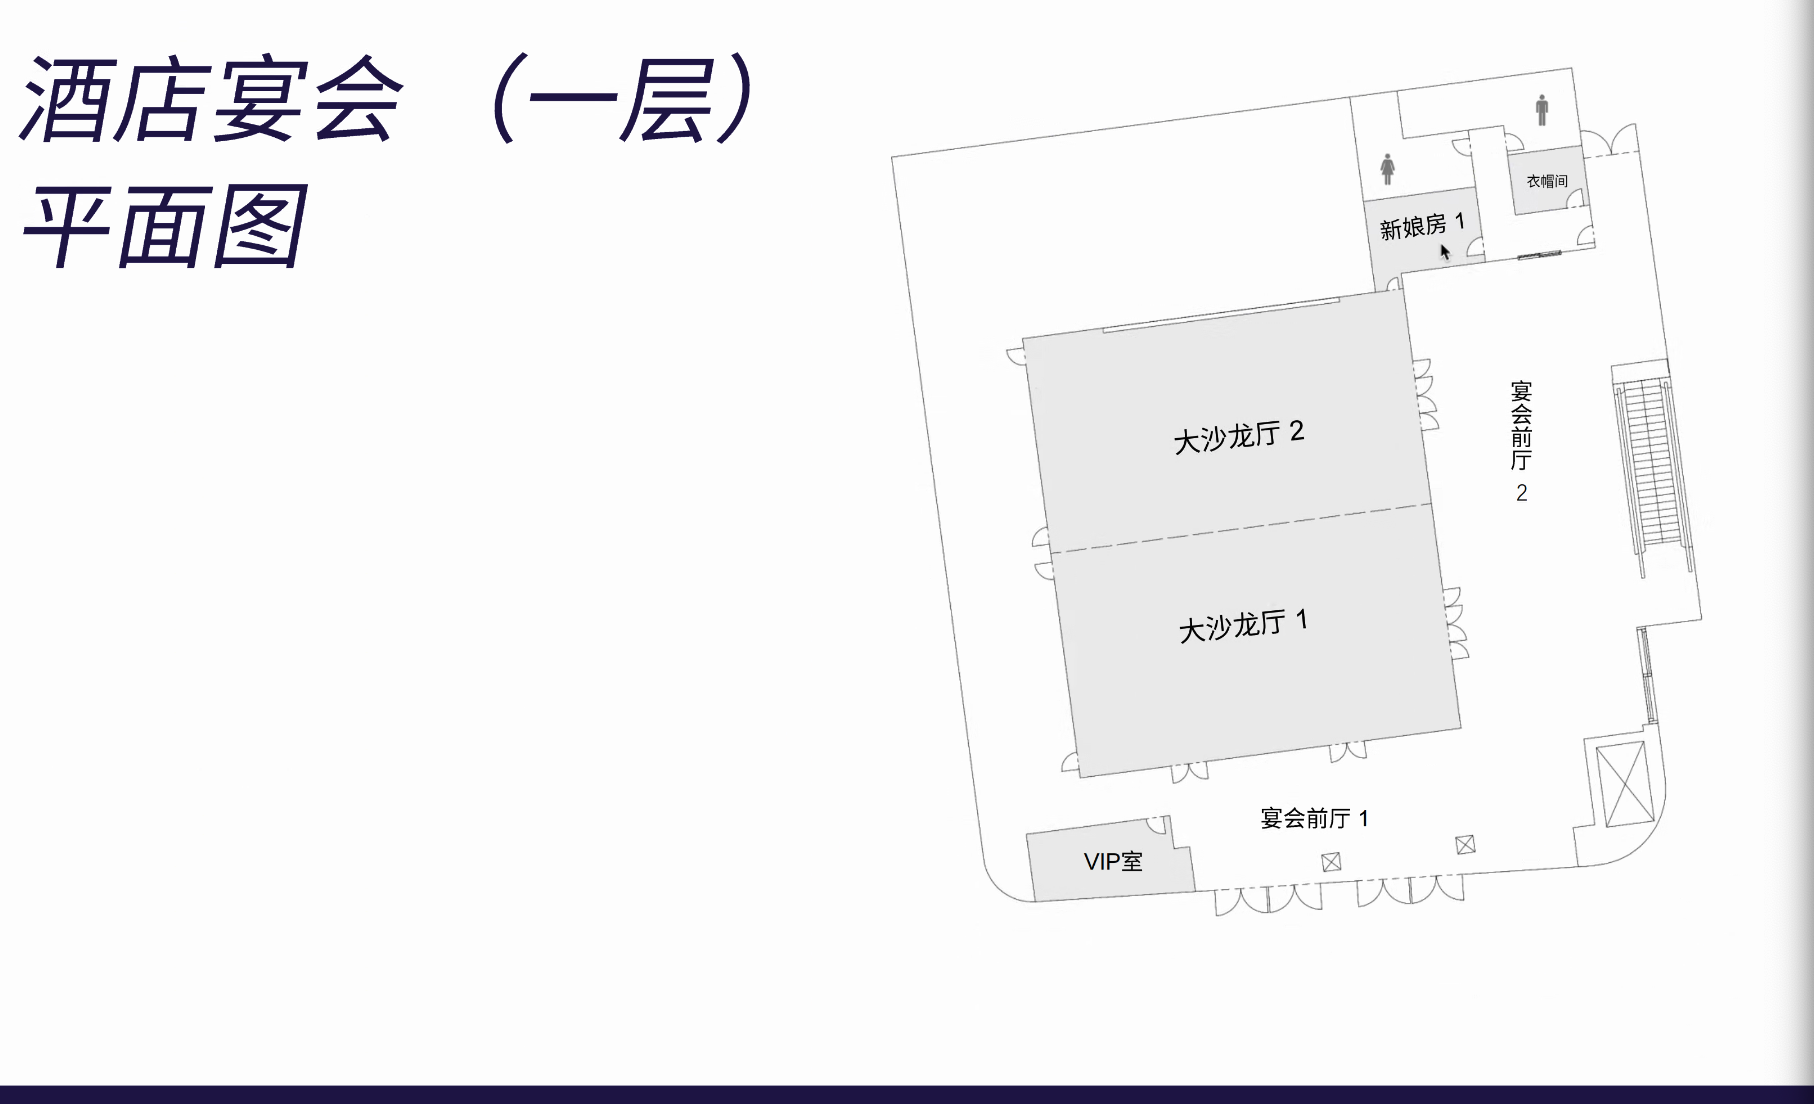 酒店宴会（一层）
平面图
衣帽间
新娘房 1
大沙龙厅 2
宴会前厅 2
大沙龙厅 1
宴会前厅 1
VIP室